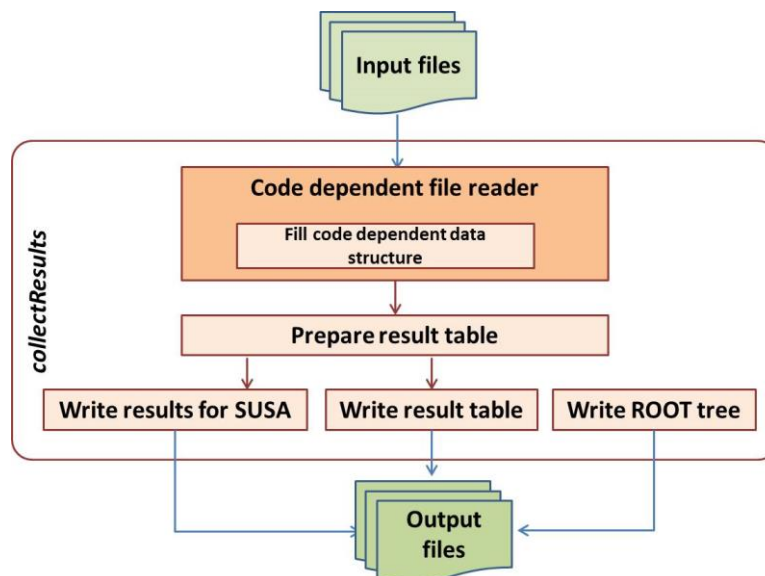 Input files
Code dependent file reader
Fill code dependent data
structure
collectResults
Prepare result table
Write results for SUSA
Write result table
Write ROOT tree
Output
files